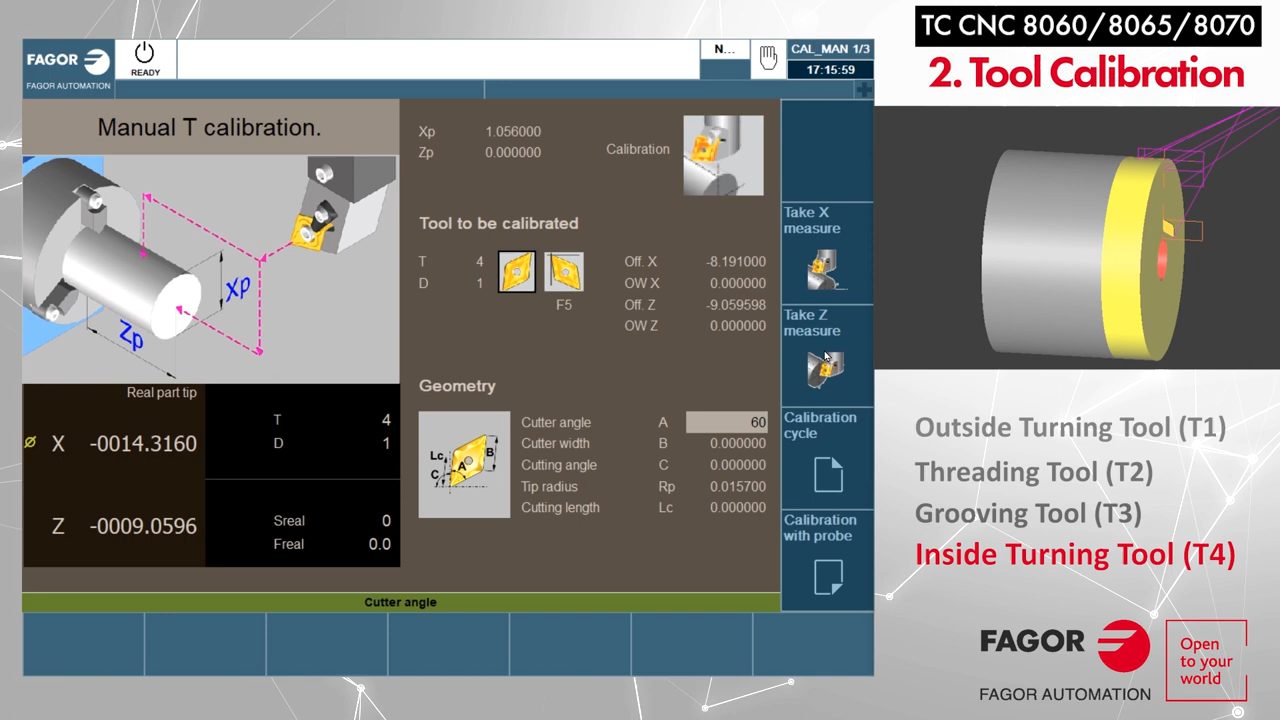 TC CNC 8060/8065/8070
2. Tool Calibration
FAGOR
FAGOR AUTOMATION
READY
N...
CAL_MAN 1/3
17:15:59
Manual T calibration.
Xp
Zp
Xp 1.056000
Zp 0.000000
Calibration
Tool to be calibrated
T 4
D 1
F5
Off. X -8.191000
OW X 0.000000
Off. Z -9.059598
OW Z 0.000000
Geometry
Lc
C
A
B
Cutter angle A 60
Cutter width B 0.000000
Cutting angle C 0.000000
Tip radius Rp 0.015700
Cutting length Lc 0.000000
Real part tip
X -0014.3160
Z -0009.0596
T 4
D 1
Sreal 0
Freal 0.0
Cutter angle
Take X
measure
Take Z
measure
Calibration
cycle
Calibration
with probe
Outside Turning Tool (T1)
Threading Tool (T2)
Grooving Tool (T3)
Inside Turning Tool (T4)
FAGOR
FAGOR AUTOMATION
Open
to your
world